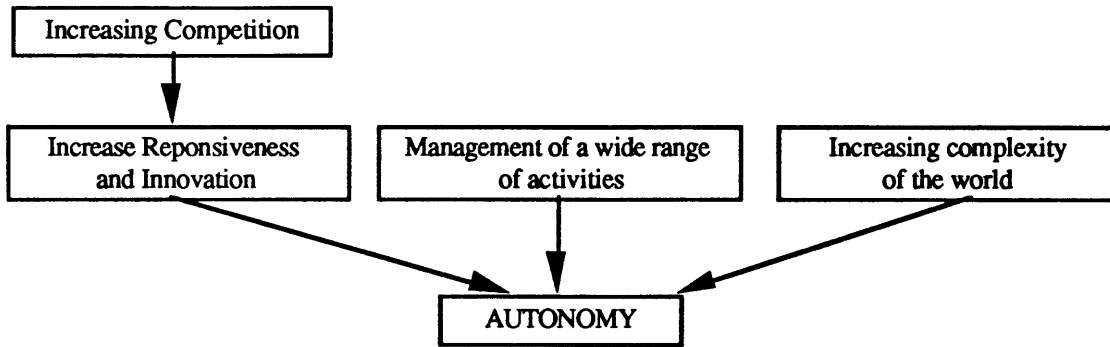 Increasing Competition
Increase Reponsiveness
and Innovation
Management of a wide range
of activities
Increasing complexity
of the world
AUTONOMY